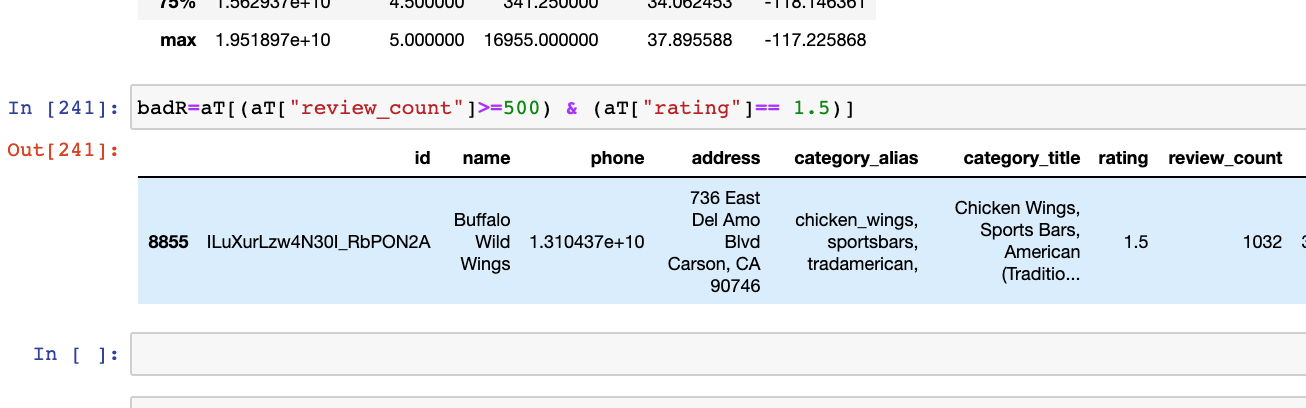 75% 1.562937e+10 4.500000 341.250000 34.062453 -118.146361
max 1.951897e+10 5.000000 16955.000000 37.895588 -117.225868
In [241]: badR=aT[(aT["review_count"]>=500) & (aT["rating"]== 1.5)]
Out[241]:
id name phone address category_alias category_title rating review_count
8855 ILuXurLzw4N30I_RbPON2A Buffalo Wild Wings 1.310437e+10 736 East Del Amo Blvd Carson, CA 90746 chicken_wings, sportsbars, tradamerican, Chicken Wings, Sports Bars, American (Traditio... 1.5 1032
In [ ]: